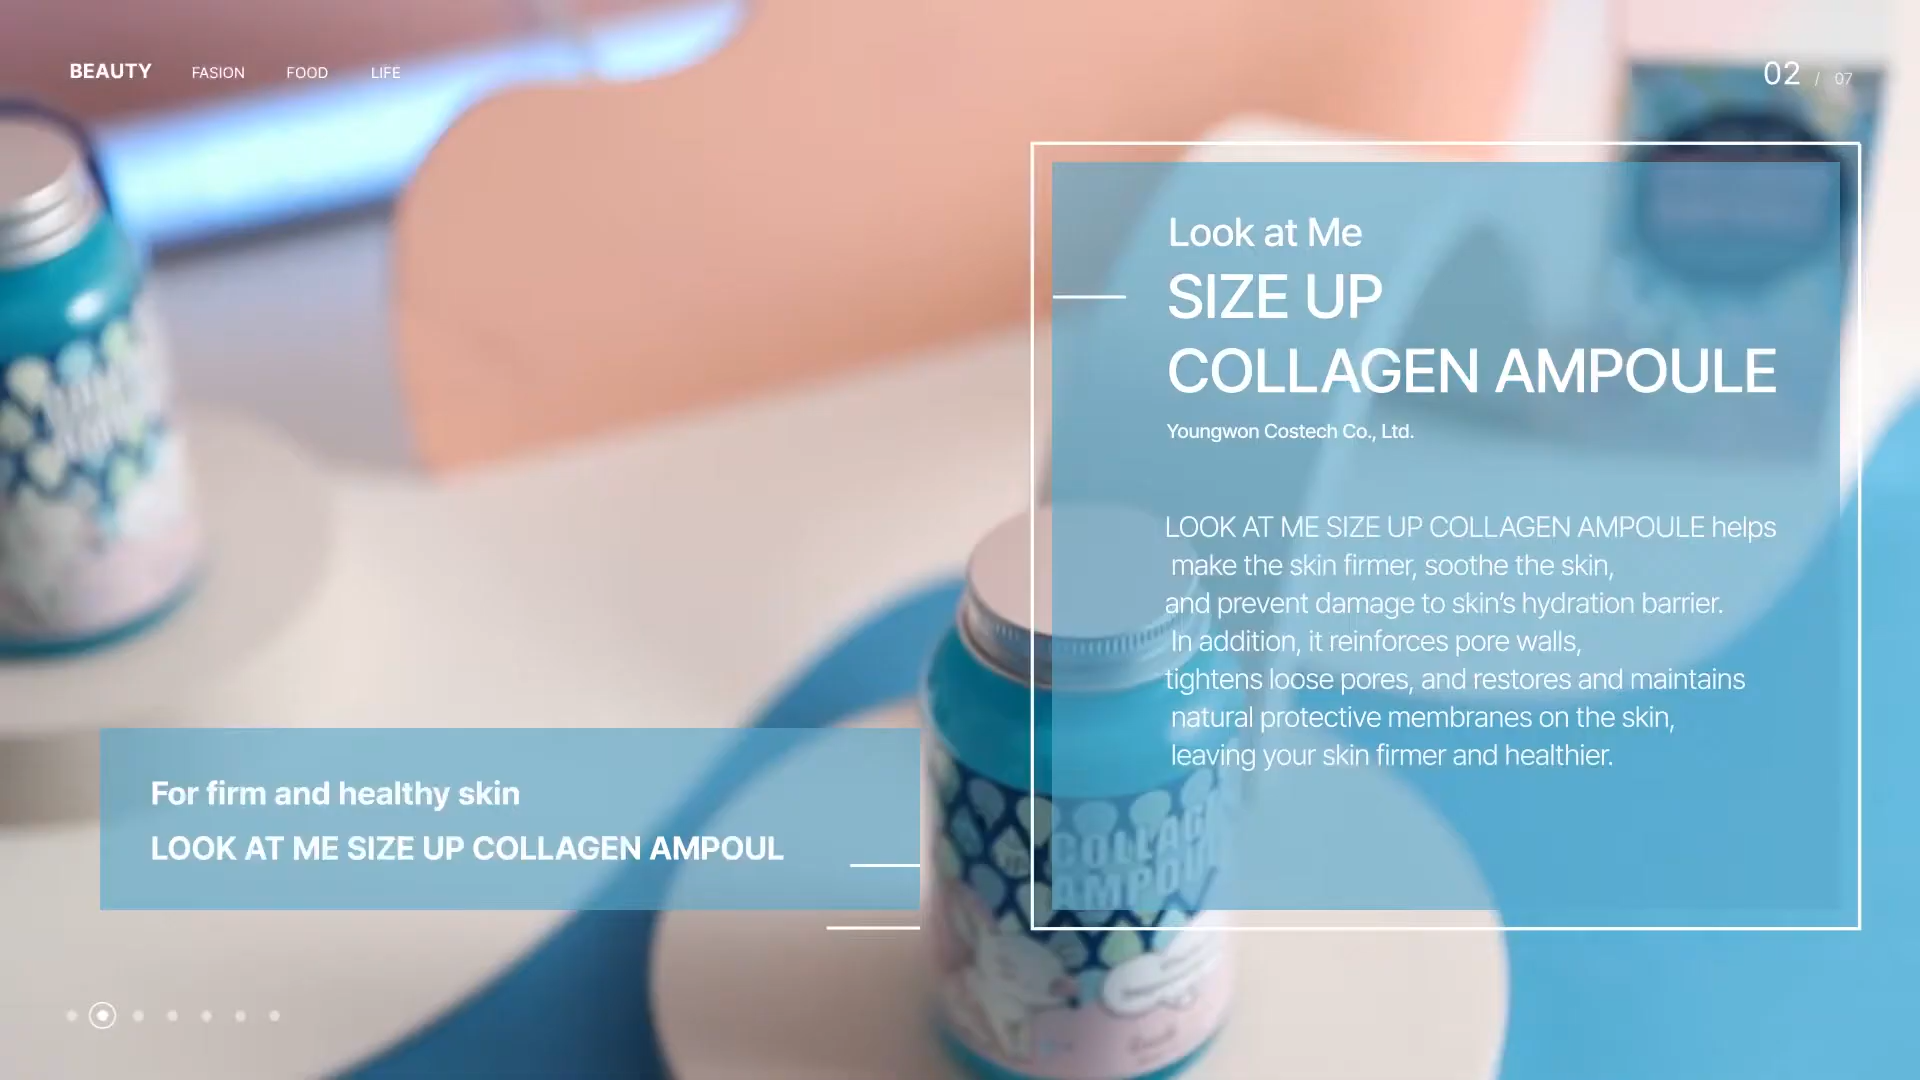 BEAUTY FASION FOOD LIFE
02 / 07
Look at Me
SIZE UP
COLLAGEN AMPOULE
Youngwon Costech Co., Ltd.
LOOK AT ME SIZE UP COLLAGEN AMPOULE helps
make the skin firmer, soothe the skin,
and prevent damage to skin's hydration barrier.
In addition, it reinforces pore walls,
tightens loose pores, and restores and maintains
natural protective membranes on the skin,
leaving your skin firmer and healthier.
For firm and healthy skin
LOOK AT ME SIZE UP COLLAGEN AMPOUL
COLLAG
AMPOU